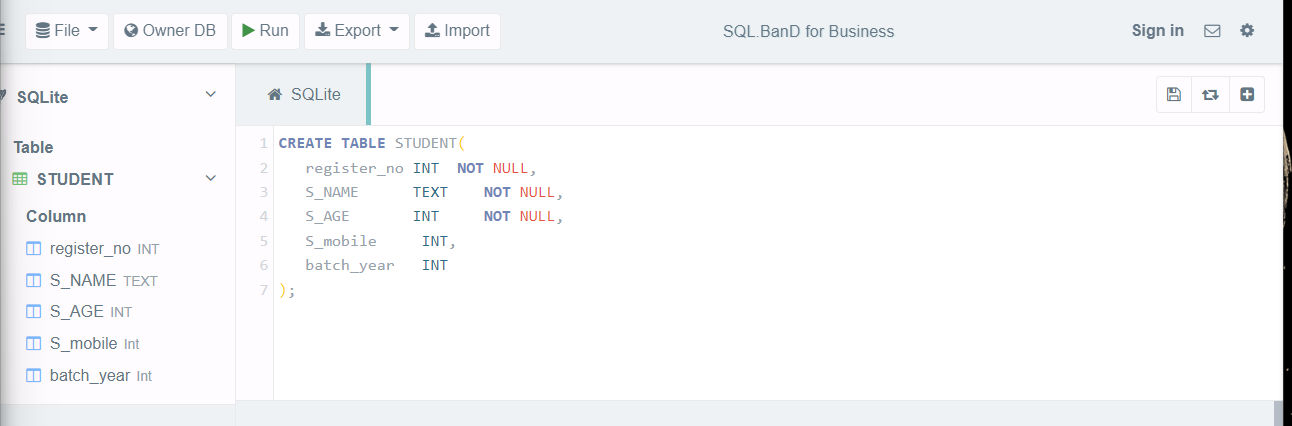 File Owner DB Run Export Import SQL.BanD for Business Sign in
SQLite
SQLite
Table
STUDENT
Column
register_no INT
S_NAME TEXT
S_AGE INT
S_mobile Int
batch_year Int
1 CREATE TABLE STUDENT(
2 register_no INT NOT NULL,
3 S_NAME TEXT NOT NULL,
4 S_AGE INT NOT NULL,
5 S_mobile INT,
6 batch_year INT
7 );